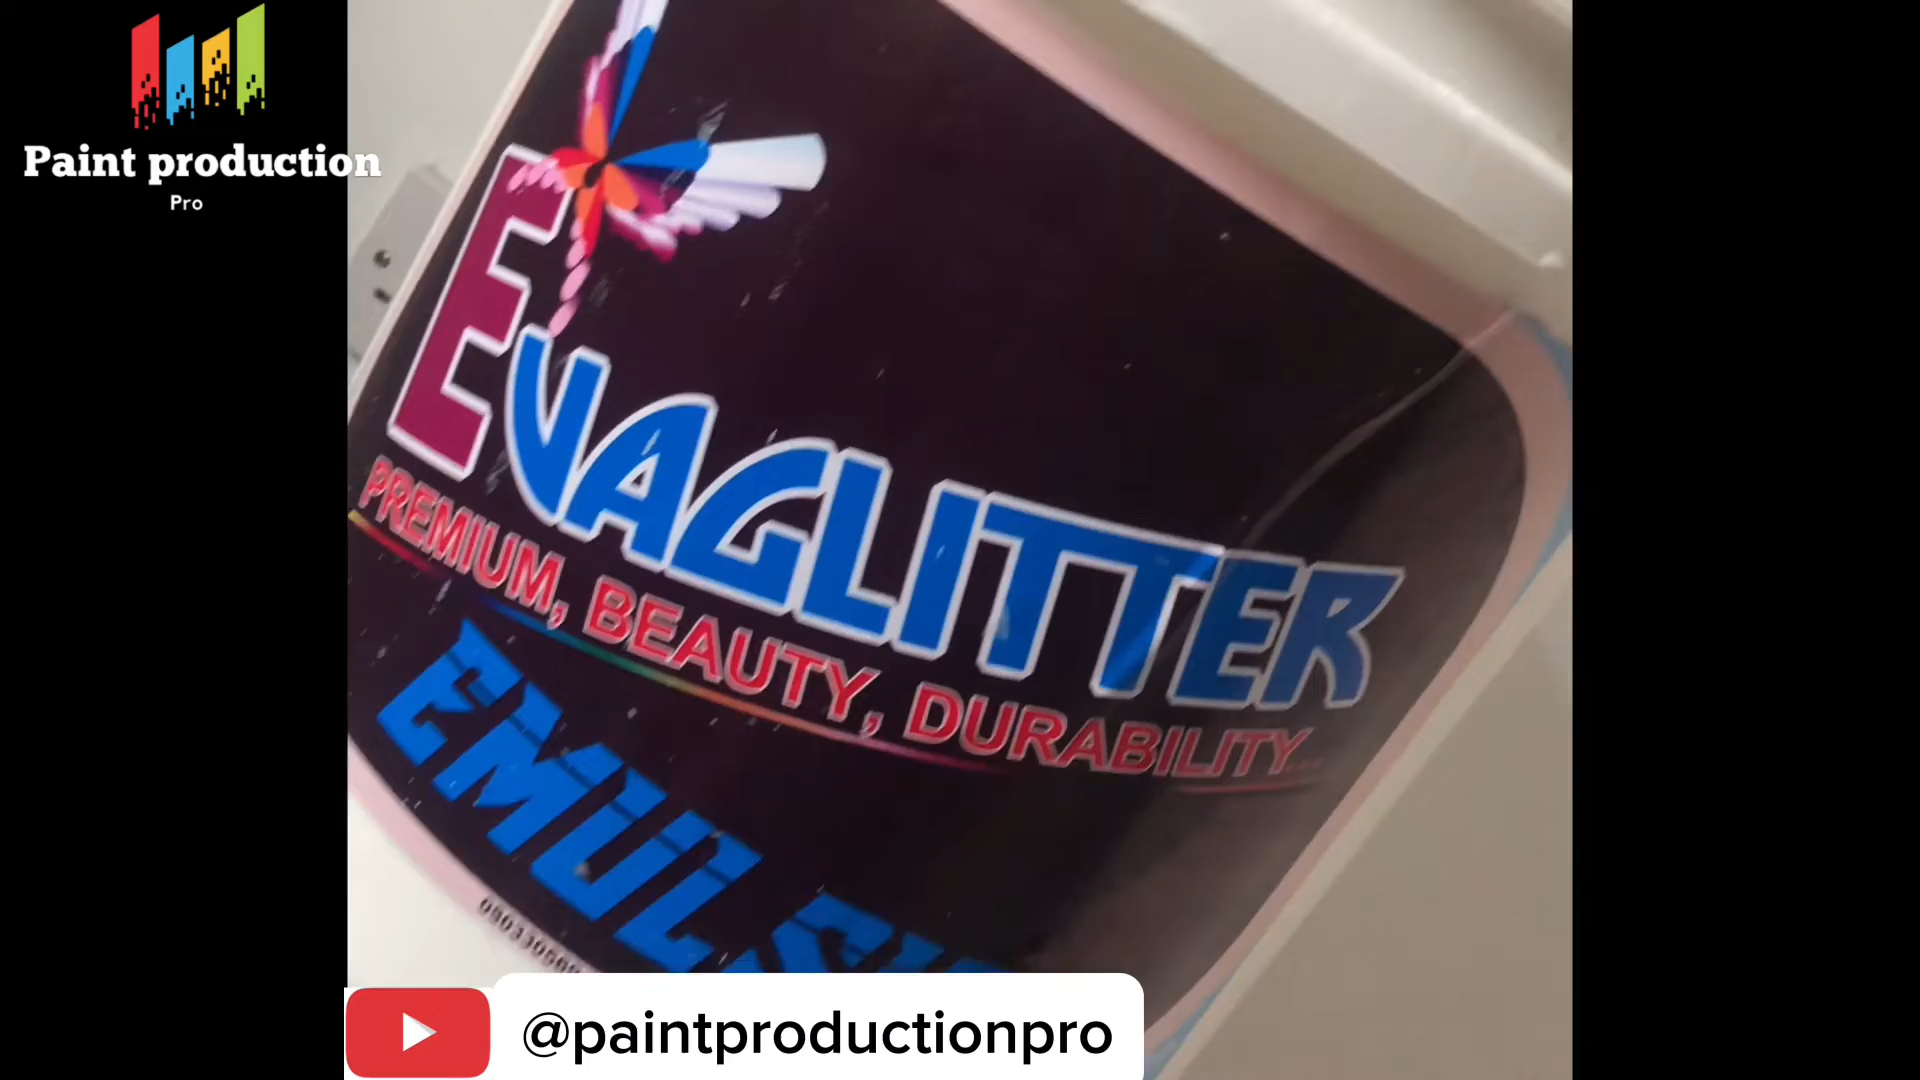 Paint production
Pro
EVAGLITTER
PREMIUM, BEAUTY, DURABILITY...
@paintproductionpro